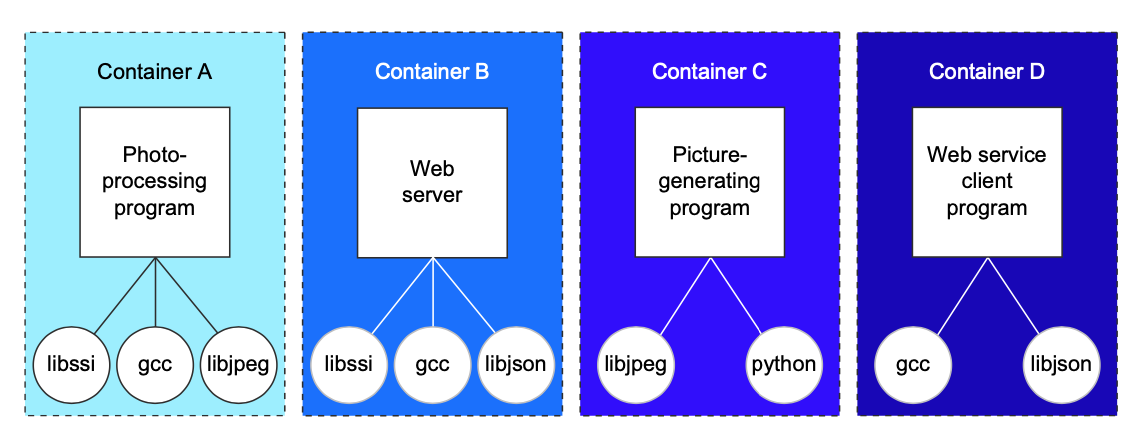 Container A
Photo-
processing
program
libssi
gcc
libjpeg
Container B
Web
server
libssi
gcc
libjson
Container C
Picture-
generating
program
libjpeg
python
Container D
Web service
client
program
gcc
libjson